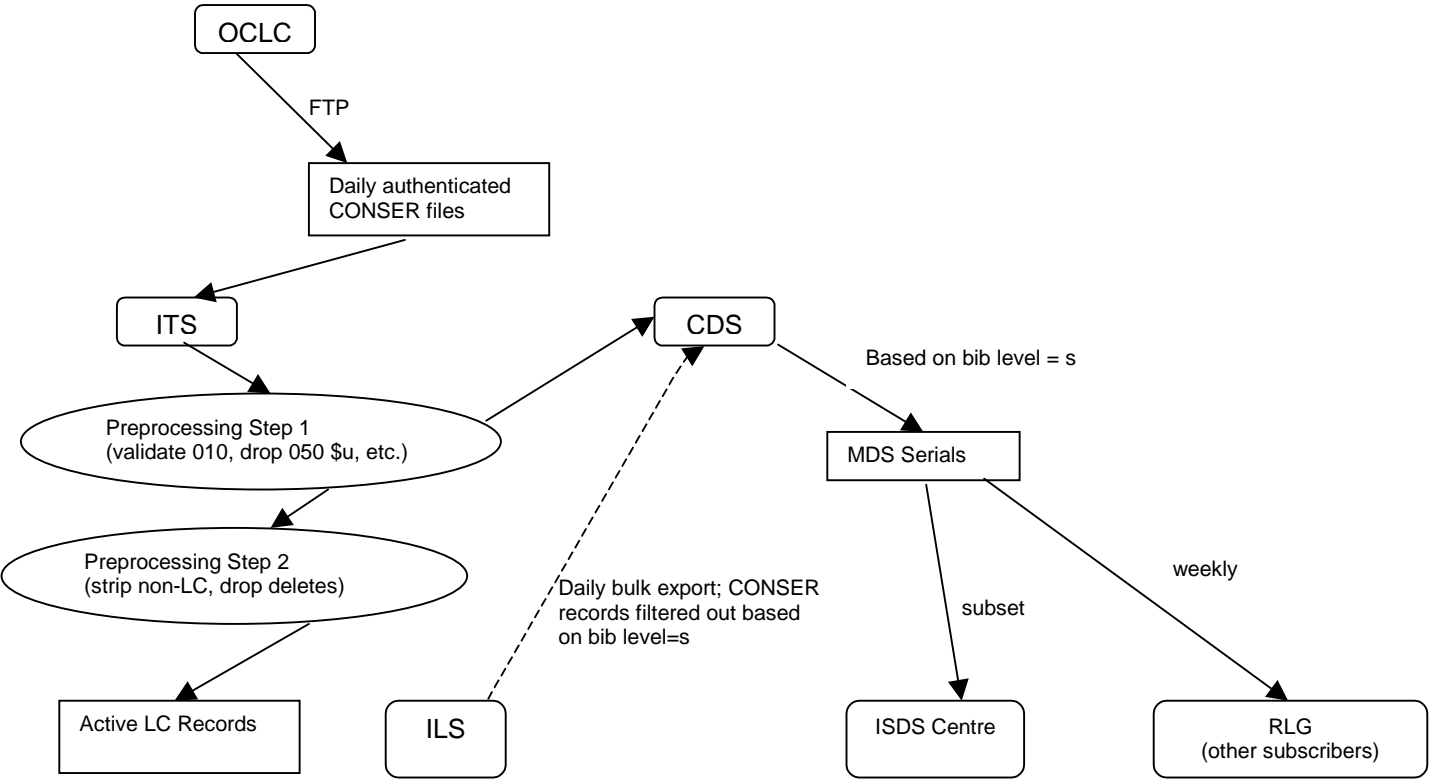 OCLC
FTP
Daily authenticated
CONSER files
ITS
CDS
Based on bib level = s
Preprocessing Step 1
(validate 010, drop 050 $u, etc.)
MDS Serials
Preprocessing Step 2
(strip non-LC, drop deletes)
Daily bulk export; CONSER
records filtered out based
on bib level=s
subset
weekly
Active LC Records
ILS
ISDS Centre
RLG
(other subscribers)